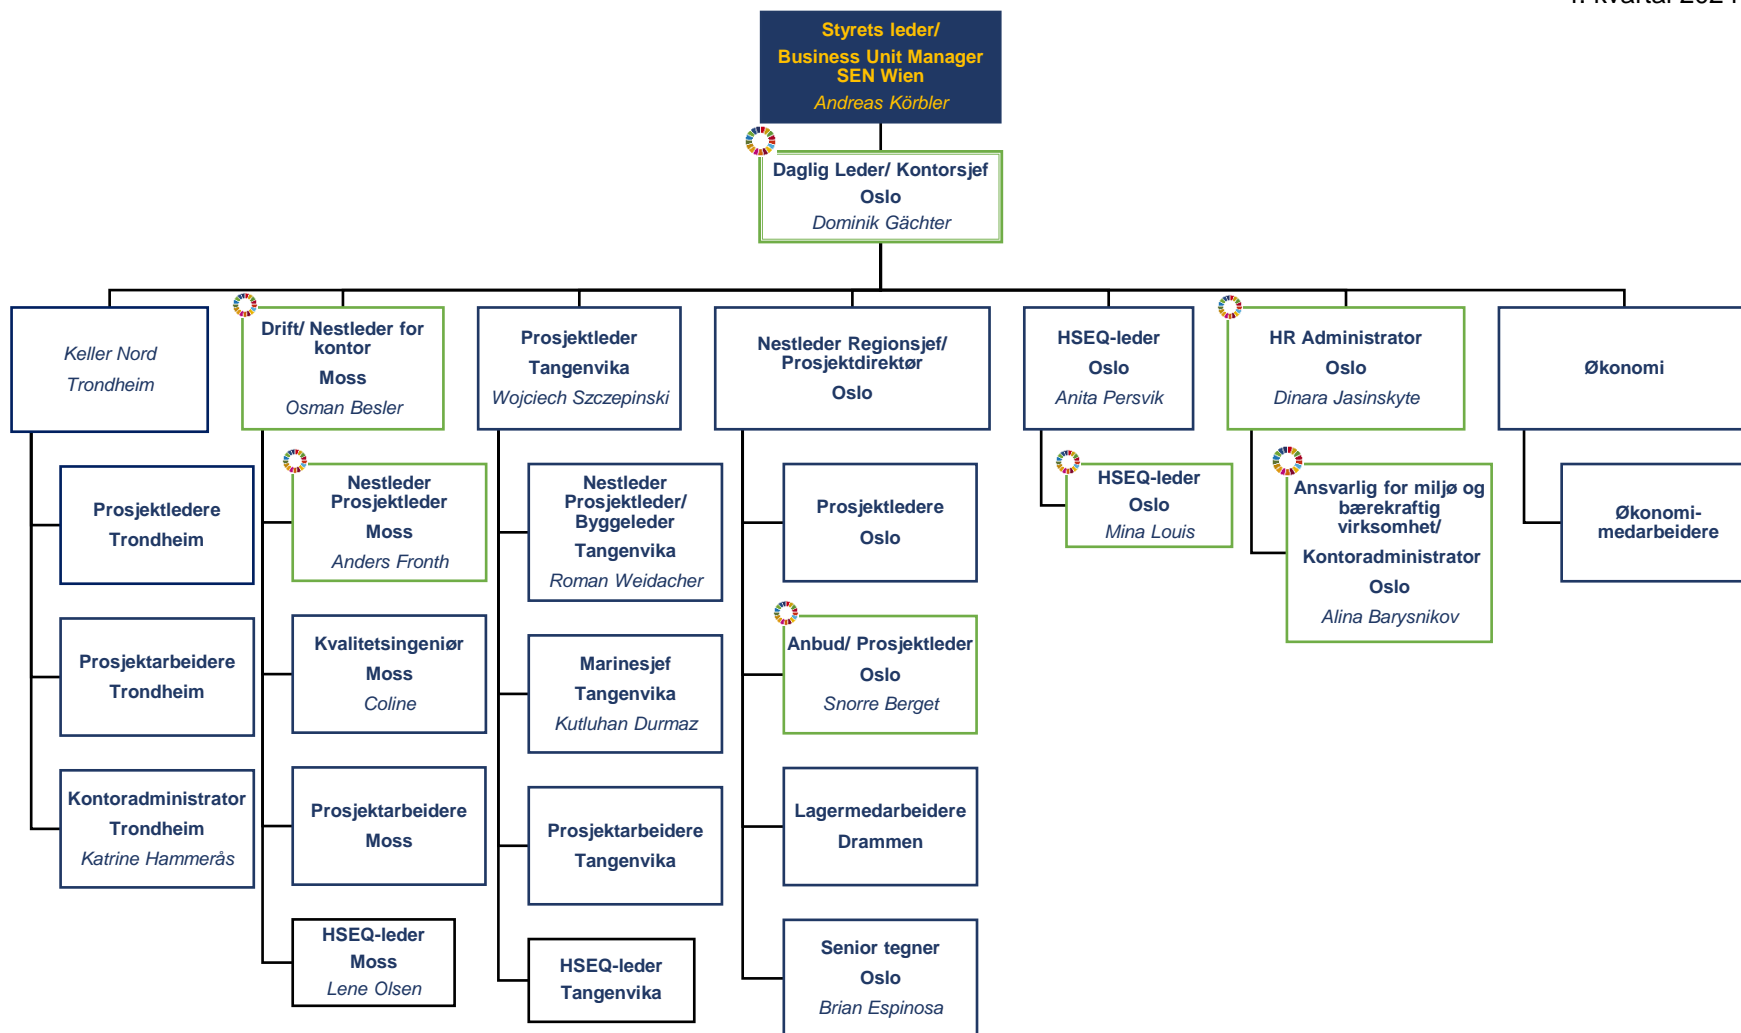 kvartal 2024
Styrets leder/
Business Unit Manager
SEN Wien
Andreas Körbler
Daglig Leder/ Kontorsjef
Oslo
Dominik Gächter
Keller Nord
Trondheim
Drift/ Nestleder for
kontor
Moss
Osman Besler
Prosjektleder
Tangenvika
Wojciech Szczepinski
Nestleder Regionsjef/
Prosjektdirektør
Oslo
HSEQ-leder
Oslo
Anita Persvik
HR Administrator
Oslo
Dinara Jasinskyte
Økonomi
Prosjektledere
Trondheim
Prosjektarbeidere
Trondheim
Kontoradministrator
Trondheim
Katrine Hammerås
Nestleder
Prosjektleder
Moss
Anders Fronth
Kvalitetsingeniør
Moss
Coline
Prosjektarbeidere
Moss
HSEQ-leder
Moss
Lene Olsen
Nestleder
Prosjektleder/
Byggeleder
Tangenvika
Roman Weidacher
Marinesjef
Tangenvika
Kutluhan Durmaz
Prosjektarbeidere
Tangenvika
HSEQ-leder
Tangenvika
Prosjektledere
Oslo
Anbud/ Prosjektleder
Oslo
Snorre Berget
Lagermedarbeidere
Drammen
Senior tegner
Oslo
Brian Espinosa
HSEQ-leder
Oslo
Mina Louis
Ansvarlig for miljø og
bærekraftig
virksomhet/
Kontoradministrator
Oslo
Alina Barysnikov
Økonomi-
medarbeidere